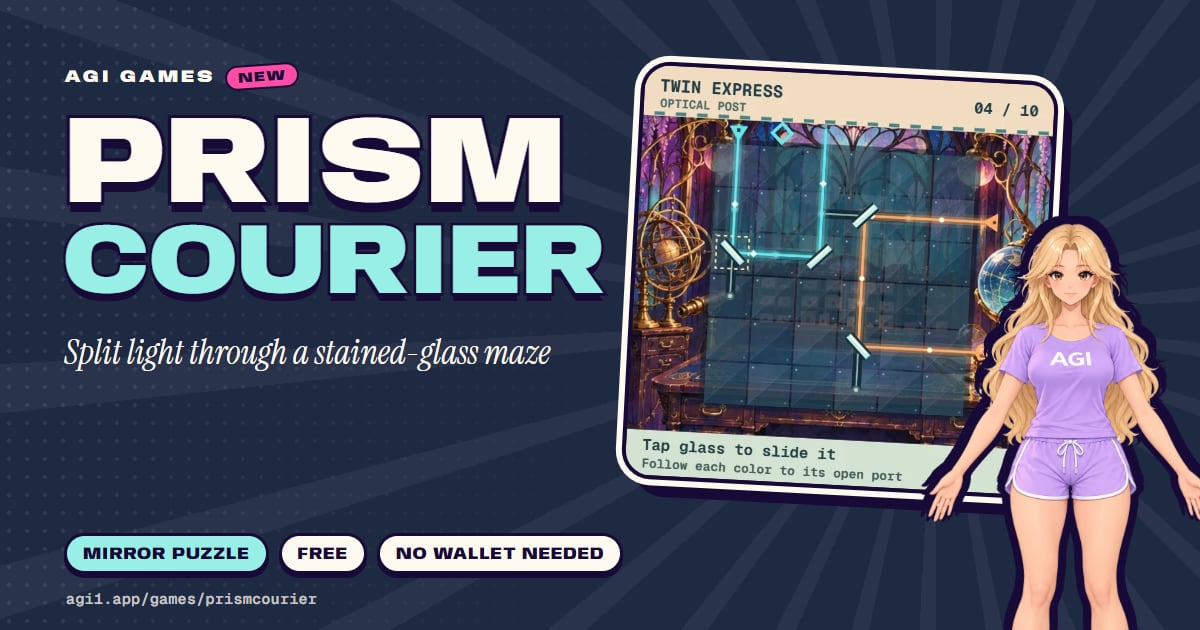 AGI GAMES NEW
PRISM
COURIER
Split light through a stained-glass maze
MIRROR PUZZLE FREE NO WALLET NEEDED
agi1.app/games/prismcourier
TWIN EXPRESS
OPTICAL POST
04 / 10
Tap glass to slide it
Follow each color to its open port
AGI